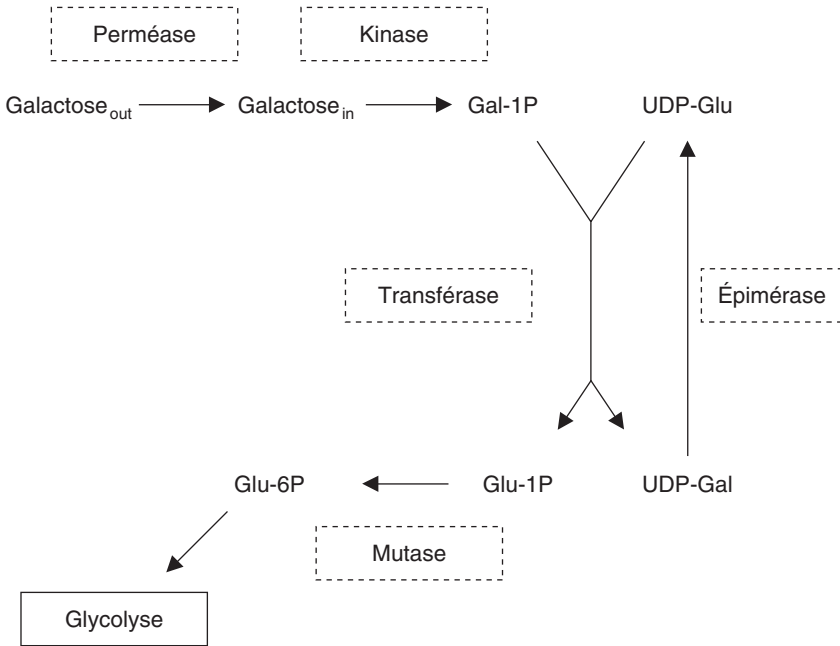 Perméase Kinase
Galactose out Galactose in Gal-1P UDP-Glu
Transférase Épimérase
Glu-6P Glu-1P UDP-Gal
Mutase
Glycolyse